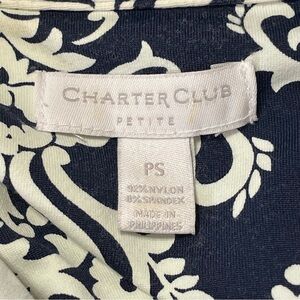 CHARTER CLUB
PETITE
PS
92% NYLON
8% SPANDEX
MADE IN
PHILIPPINES